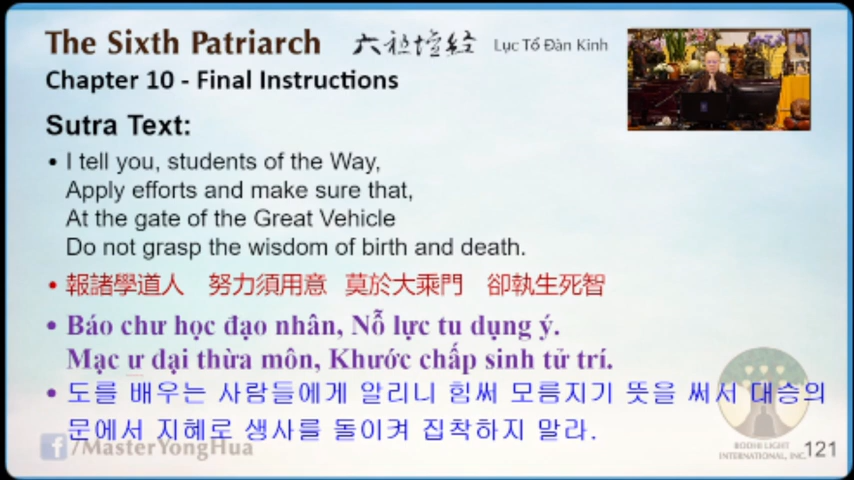 The Sixth Patriarch 六祖壇经 Lục Tổ Đàn Kinh
Chapter 10 - Final Instructions
Sutra Text:
• I tell you, students of the Way,
Apply efforts and make sure that,
At the gate of the Great Vehicle
Do not grasp the wisdom of birth and death.
• 報諸學道人 努力須用意 莫於大乘門 卻執生死智
• Báo chư học đạo nhân, Nỗ lực tu dụng ý.
Mạc ư dại thừa môn, Khước chấp sinh tử trí.
• 도를 배우는 사람들에게 알리니 힘써 모름지기 뜻을 써서 대승의
문에서 지혜로 생사를 돌이켜 집착하지 말라.
f/MasterYongHua
BODHI LIGHT
INTERNATIONAL, INC.
121